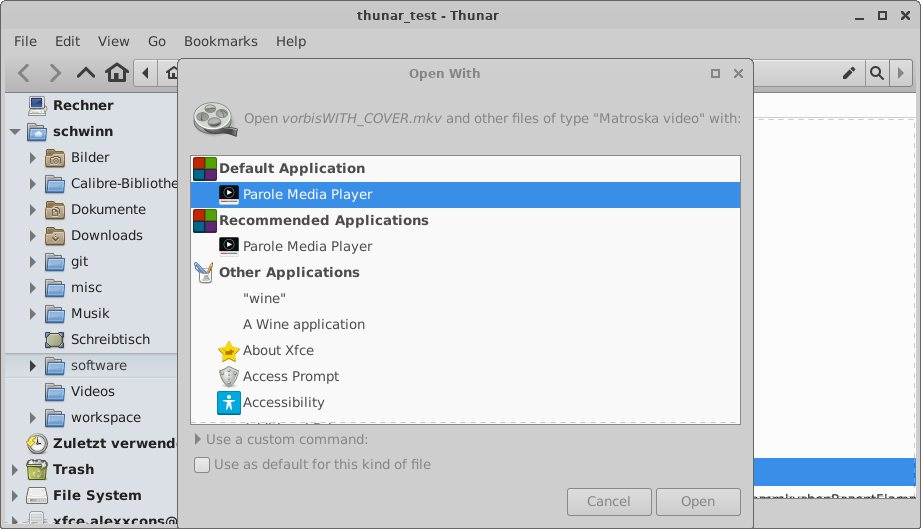 thunar_test - Thunar
File Edit View Go Bookmarks Help
Open With
Open vorbisWITH_COVER.mkv and other files of type "Matroska video" with:
Default Application
Parole Media Player
Recommended Applications
Parole Media Player
Other Applications
"wine"
A Wine application
About Xfce
Access Prompt
Accessibility
Use a custom command:
Use as default for this kind of file
Cancel Open
Rechner
schwinn
Bilder
Calibre-Bibliothe
Dokumente
Downloads
git
misc
Musik
Schreibtisch
software
Videos
workspace
Zuletzt verwend
Trash
File System
xfce.alexxcons@